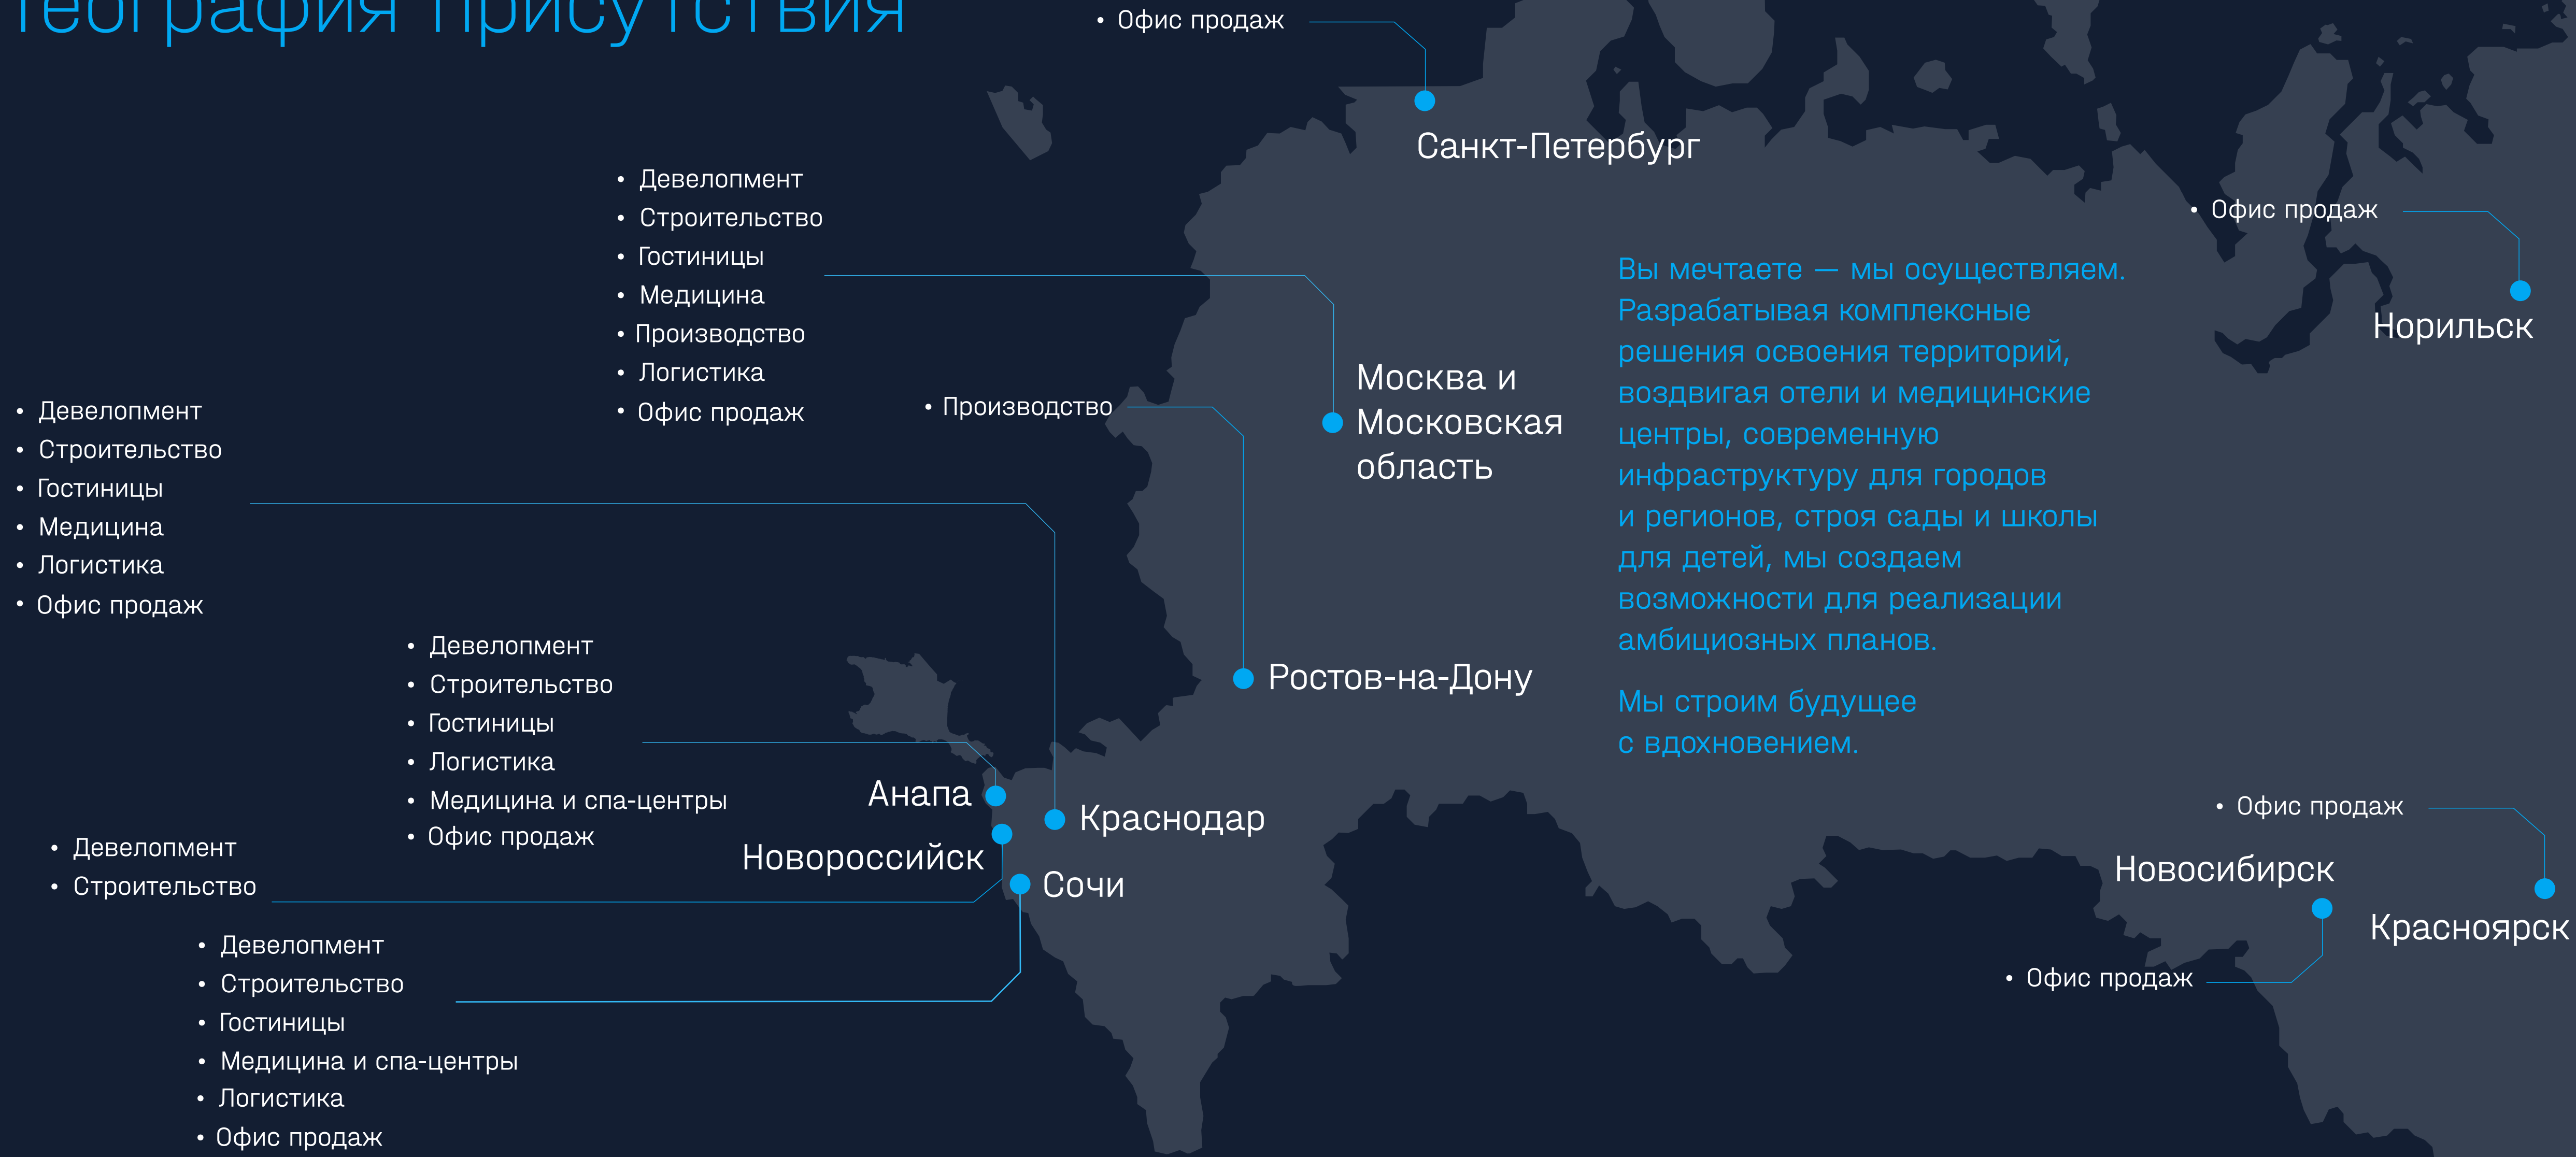 География присутствия
• Офис продаж
Санкт-Петербург
• Девелопмент
• Строительство
• Гостиницы
• Медицина
• Производство
• Логистика
• Офис продаж
Москва и
Московская
область
• Офис продаж
Норильск
Вы мечтаете — мы осуществляем.
Разрабатывая комплексные
решения освоения территорий,
воздвигая отели и медицинские
центры, современную
инфраструктуру для городов
и регионов, строя сады и школы
для детей, мы создаем
возможности для реализации
амбициозных планов.
Мы строим будущее
с вдохновением.
• Производство
Ростов-на-Дону
• Девелопмент
• Строительство
• Гостиницы
• Медицина
• Логистика
• Офис продаж
Краснодар
• Девелопмент
• Строительство
• Гостиницы
• Логистика
• Медицина и спа-центры
• Офис продаж
Анапа
• Девелопмент
• Строительство
Новороссийск
• Девелопмент
• Строительство
• Гостиницы
• Медицина и спа-центры
• Логистика
• Офис продаж
Сочи
• Офис продаж
Красноярск
Новосибирск
• Офис продаж